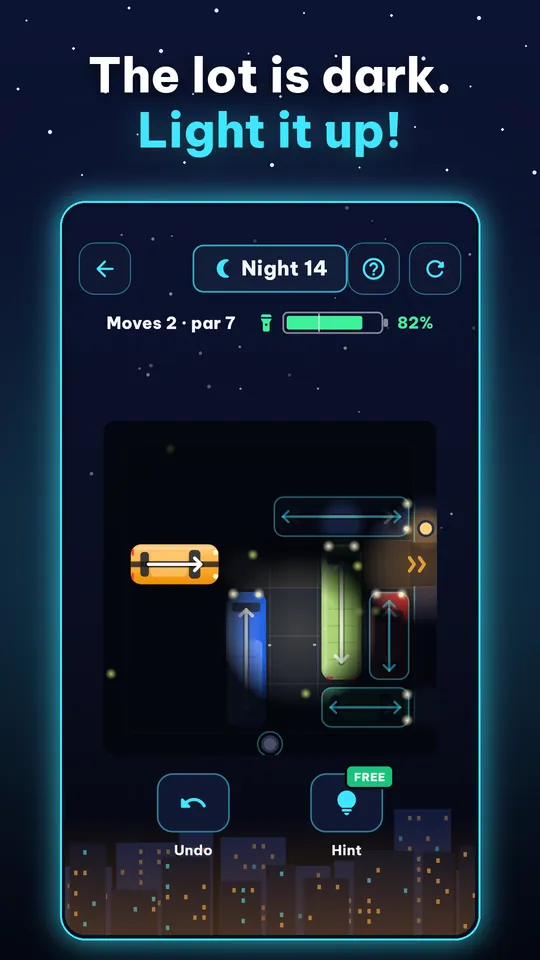 The lot is dark.
Light it up!
Night 14
Moves 2 · par 7
82%
FREE
Undo
Hint